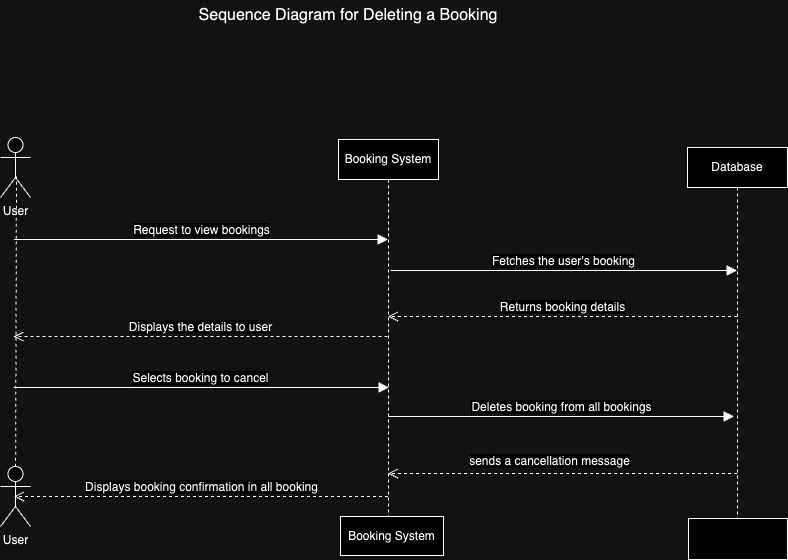 Sequence Diagram for Deleting a Booking
Booking System
Database
User
Request to view bookings
Fetches the user's booking
Returns booking details
Displays the details to user
Selects booking to cancel
Deletes booking from all bookings
sends a cancellation message
Displays booking confirmation in all booking
User
Booking System